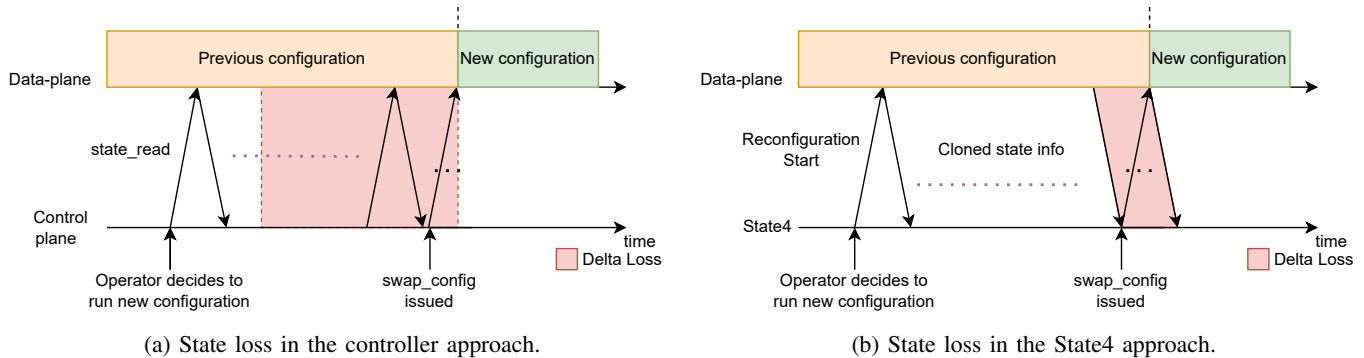 Previous configuration
New configuration
Data-plane
state_read
Control
plane
time
Delta Loss
Operator decides to
run new configuration
swap_config
issued
(a) State loss in the controller approach.
Previous configuration
New configuration
Data-plane
Reconfiguration
Start
Cloned state info
State4
time
Delta Loss
Operator decides to
run new configuration
swap_config
issued
(b) State loss in the State4 approach.